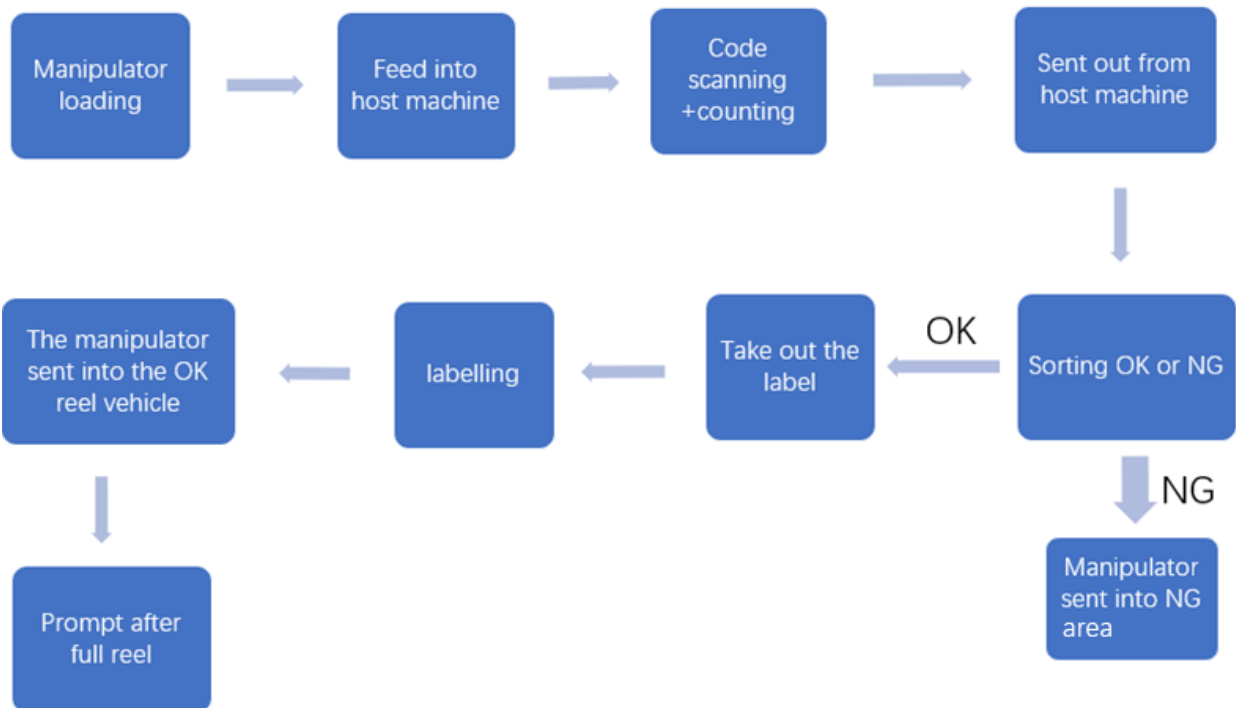 Manipulator
loading
Feed into
host machine
Code
scanning
+counting
Sent out from
host machine
The manipulator
sent into the OK
reel vehicle
labelling
Take out the
label
OK
Sorting OK or NG
NG
Prompt after
full reel
Manipulator
sent into NG
area